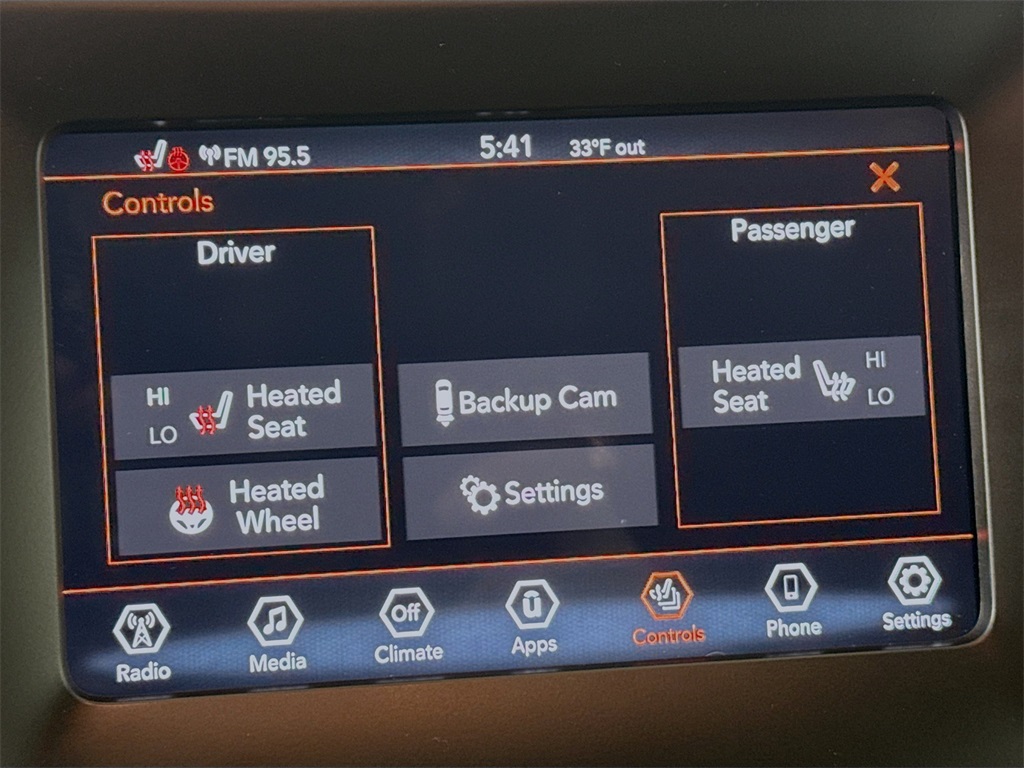 FM 95.5 5:41 33°F out
Controls
Driver
HI
LO
Heated
Seat
Heated
Wheel
Backup Cam
Settings
Passenger
Heated
Seat
HI
LO
Radio
Media
Off
Climate
Apps
Controls
Phone
Settings